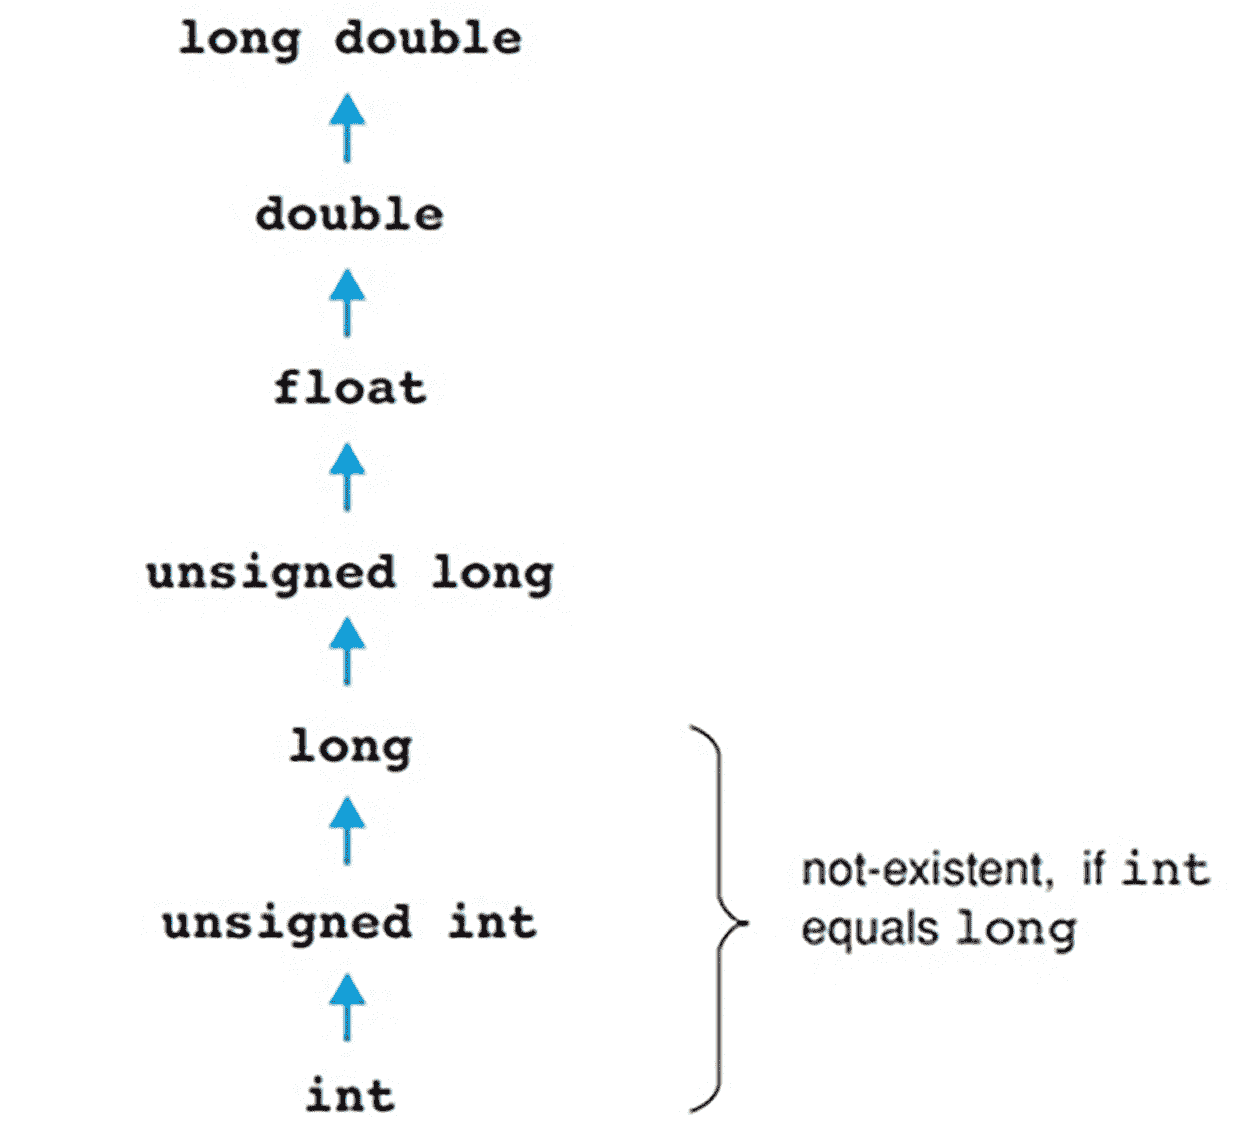 long double
double
float
unsigned long
long
unsigned int
int
not-existent, if int
equals long